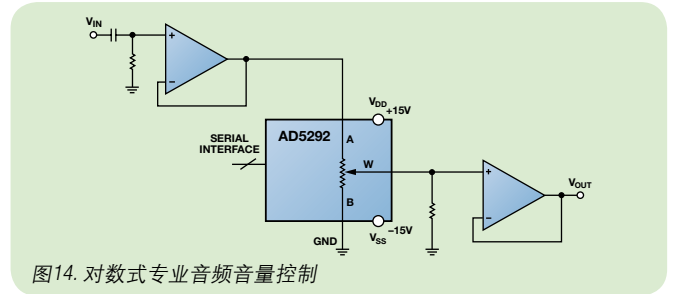 VIN
+
−
VDD
+15V
SERIAL
INTERFACE
AD5292
A
W
B
+
−
VOUT
GND
VSS
−15V
图14. 对数式专业音频音量控制